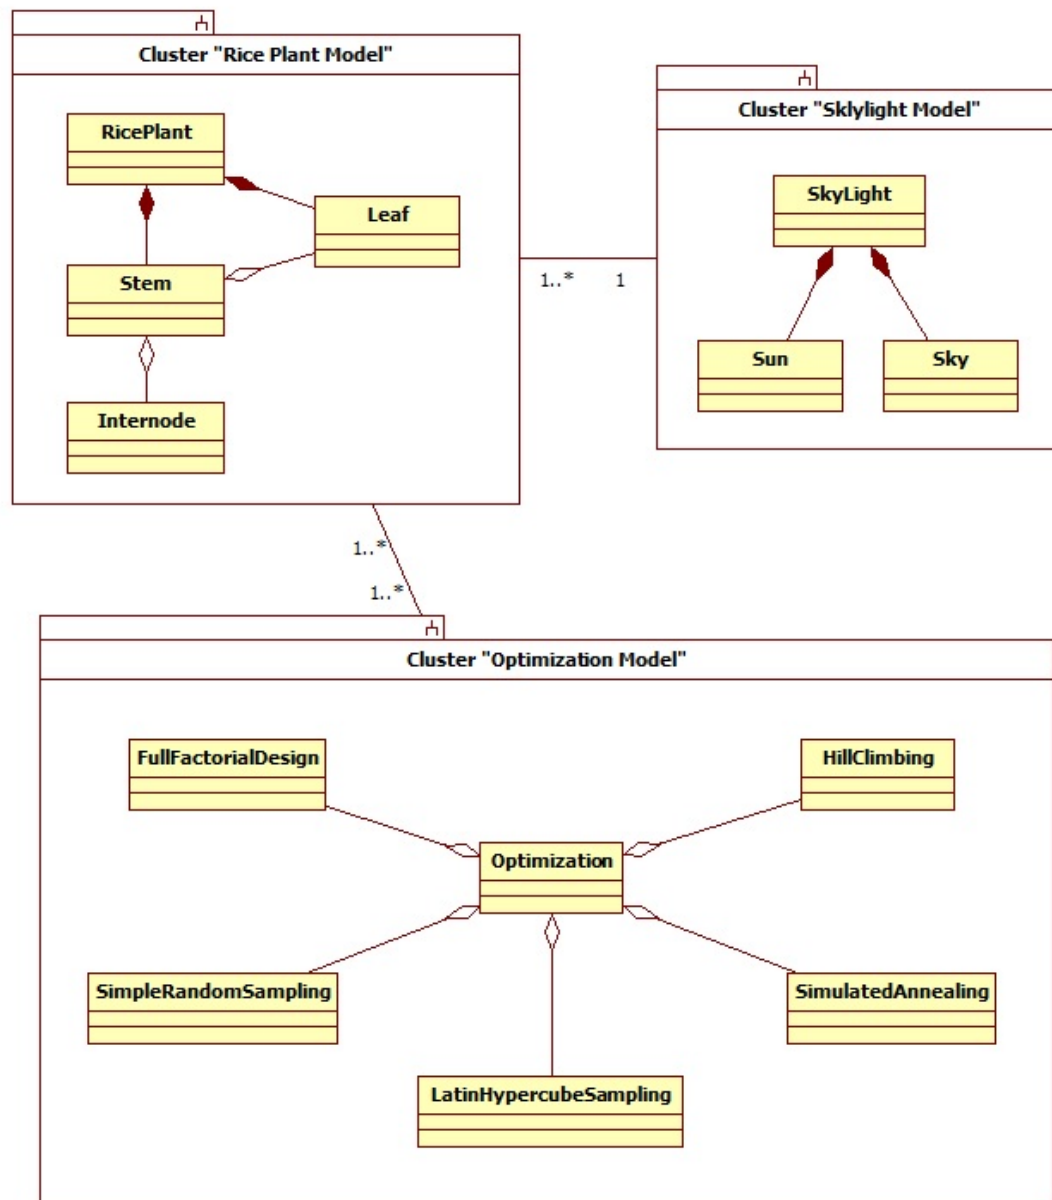 Cluster "Rice Plant Model"
RicePlant
Leaf
Stem
Internode
Cluster "Sklylight Model"
SkyLight
Sun
Sky
1..*
1
1..*
1..*
Cluster "Optimization Model"
FullFactorialDesign
HillClimbing
Optimization
SimpleRandomSampling
SimulatedAnnealing
LatinHypercubeSampling